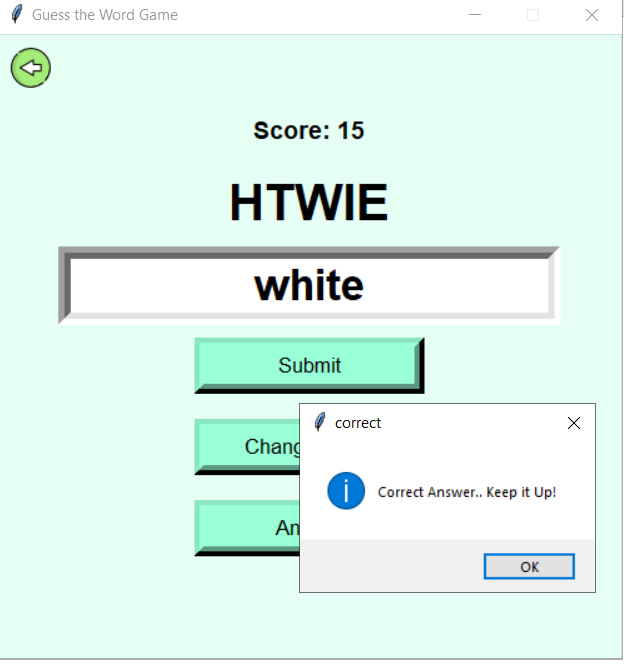 Guess the Word Game
Score: 15
HTWIE
white
Submit
correct
Correct Answer.. Keep it Up!
OK